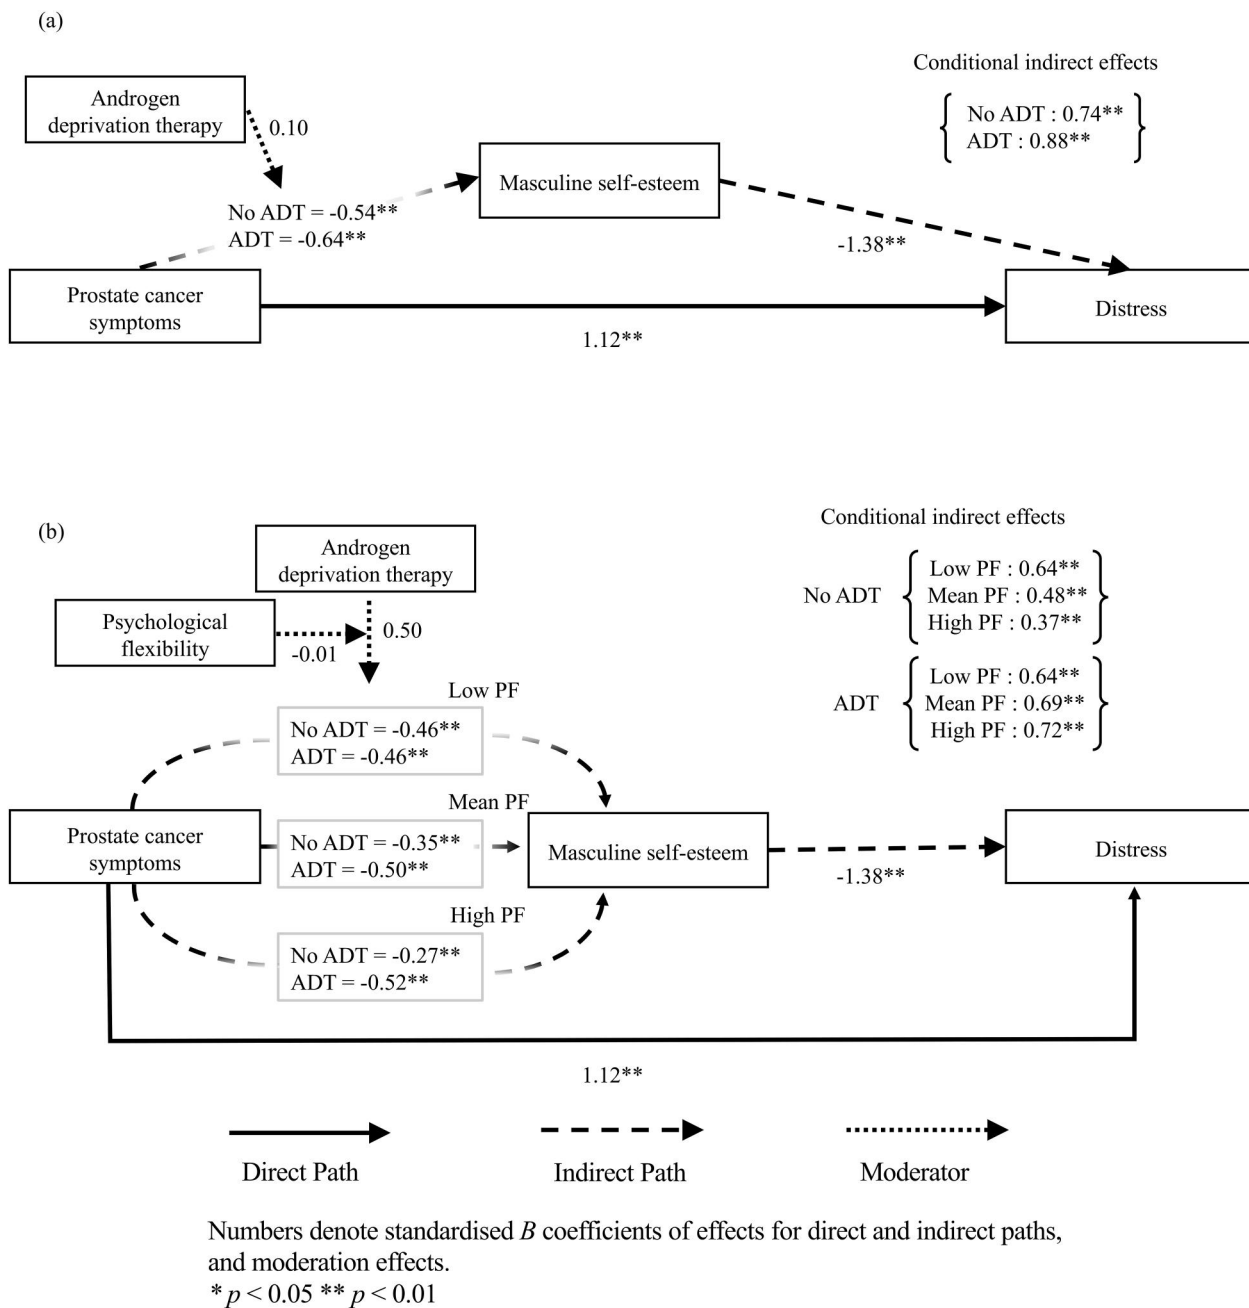 (a)
Conditional indirect effects
Androgen
deprivation therapy
0.10
No ADT : 0.74**
ADT : 0.88**
Masculine self-esteem
No ADT = -0.54**
ADT = -0.64**
-1.38**
Prostate cancer
symptoms
Distress
1.12**
(b)
Conditional indirect effects
Androgen
deprivation therapy
Psychological
flexibility
-0.01
0.50
No ADT
Low PF : 0.64**
Mean PF : 0.48**
High PF : 0.37**
ADT
Low PF : 0.64**
Mean PF : 0.69**
High PF : 0.72**
Low PF
No ADT = -0.46**
ADT = -0.46**
Mean PF
Prostate cancer
symptoms
No ADT = -0.35**
ADT = -0.50**
Masculine self-esteem
-1.38**
Distress
High PF
No ADT = -0.27**
ADT = -0.52**
1.12**
Direct Path
Indirect Path
Moderator
Numbers denote standardised B coefficients of effects for direct and indirect paths,
and moderation effects.
* p < 0.05 ** p < 0.01